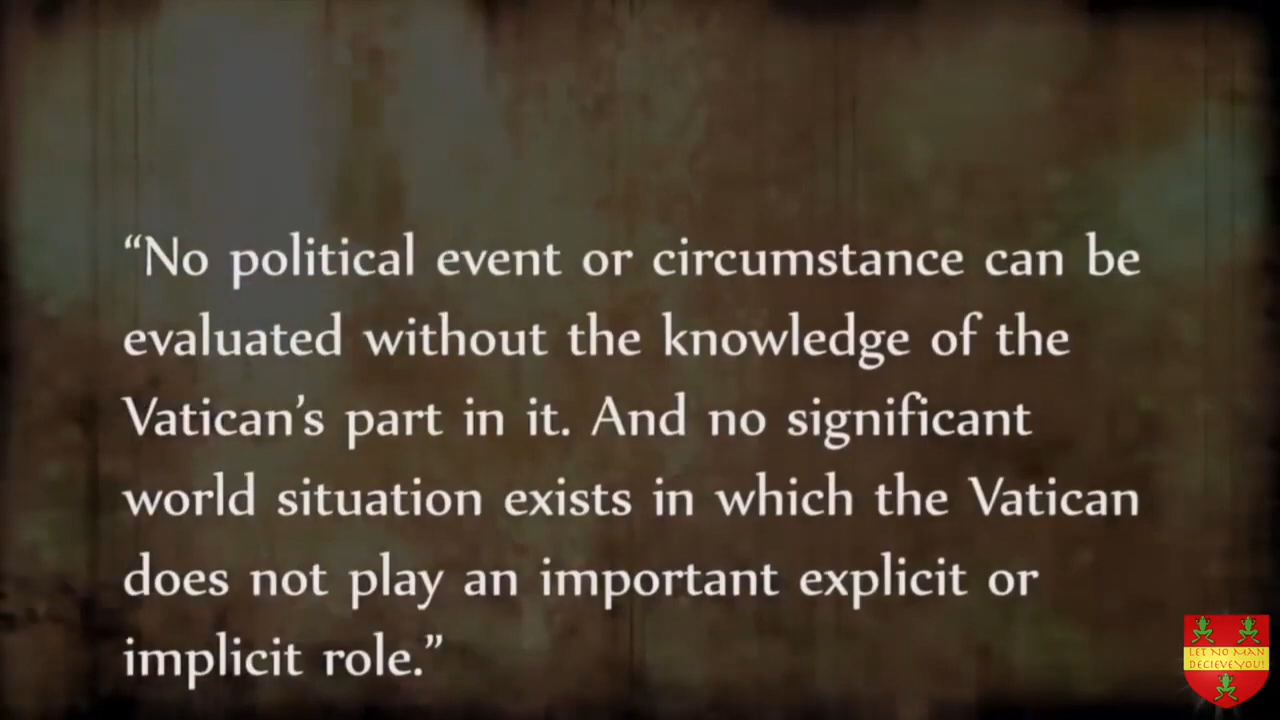 “No political event or circumstance can be
evaluated without the knowledge of the
Vatican’s part in it. And no significant
world situation exists in which the Vatican
does not play an important explicit or
implicit role.”
LET NO MAN
DECIEVE YOU!